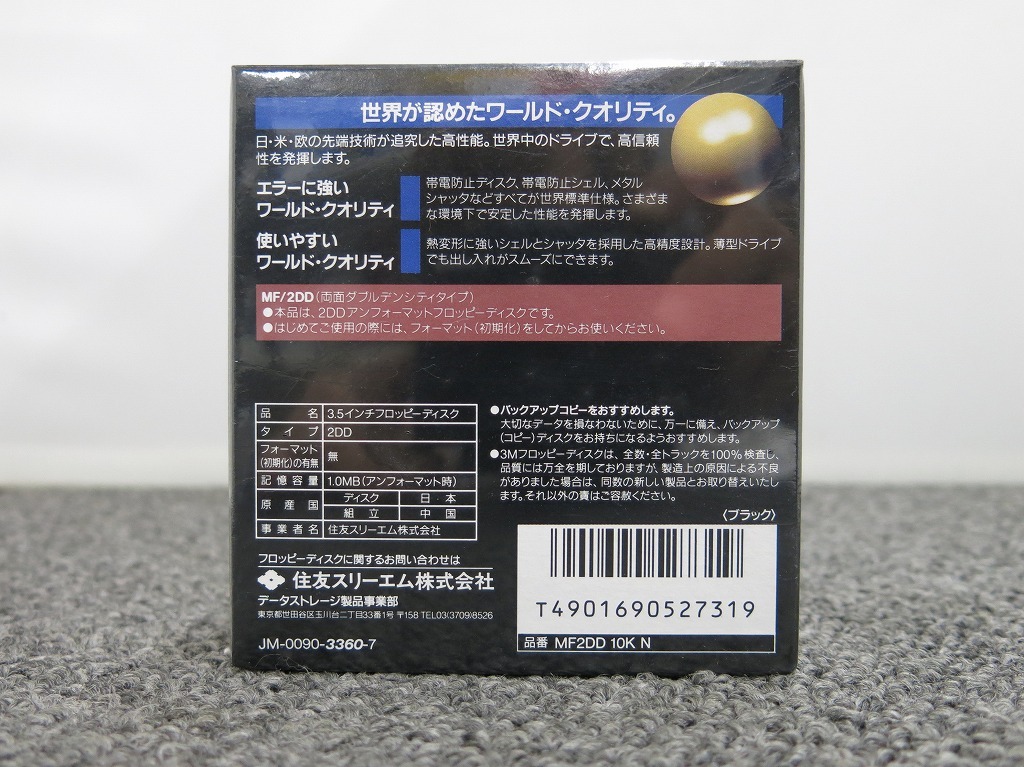 世界が認めたワールド・クオリティ。
日・米・欧の先端技術が追究した高性能。世界中のドライブで、高信頼
性を発揮します。
エラーに強い
ワールド・クオリティ
帯電防止ディスク、帯電防止シェル、メタル
シャッタなどすべてが世界標準仕様。さまざま
な環境下で安定した性能を発揮します。
使いやすい
ワールド・クオリティ
熱変形に強いシェルとシャッタを採用した高精度設計。薄型ドライブ
でも出し入れがスムーズにできます。
MF/2DD(両面ダブルデンシティタイプ)
●本品は、2DDアンフォーマットフロッピーディスクです。
●はじめてご使用の際には、フォーマット(初期化)をしてからお使いください。
品名 3.5インチフロッピーディスク
タイプ 2DD
フォーマット
(初期化)の有無 無
記憶容量 1.0MB(アンフォーマット時)
原産国 ディスク 日本
組立 中国
事業者名 住友スリーエム株式会社
フロッピーディスクに関するお問い合わせは
住友スリーエム株式会社
データストレージ製品事業部
東京都世田谷区玉川台二丁目33番1号 〒158 TEL03(3709)8526
JM-0090-3360-7
●バックアップコピーをおすすめします。
大切なデータを損なわないために、万一に備え、バックアップ
(コピー)ディスクをお持ちになるようおすすめします。
●3Mフロッピーディスクは、全数・全トラックを100%検査し、
品質には万全を期しておりますが、製造上の原因による不良
がありました場合は、同数の新しい製品とお取り替えいたし
ます。それ以外の責はご容赦ください。
〈ブラック〉
T4901690527319
品番 MF2DD 10K N